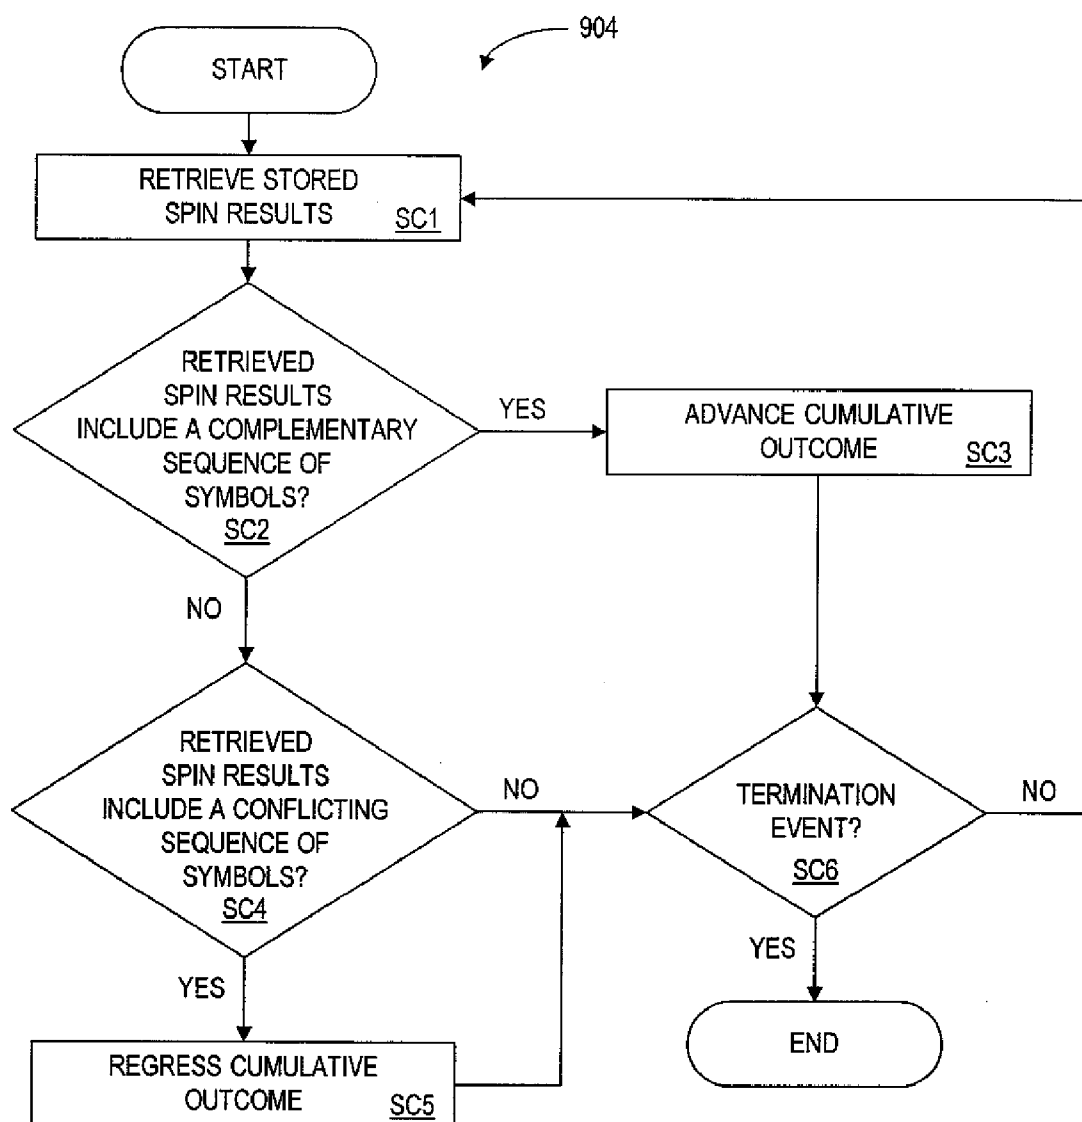 904
START
RETRIEVE STORED
SPIN RESULTS
SC1
RETRIEVED
SPIN RESULTS
INCLUDE A COMPLEMENTARY
SEQUENCE OF
SYMBOLS?
SC2
YES
ADVANCE CUMULATIVE
OUTCOME
SC3
NO
RETRIEVED
SPIN RESULTS
INCLUDE A CONFLICTING
SEQUENCE OF
SYMBOLS?
SC4
NO
TERMINATION
EVENT?
SC6
NO
YES
YES
REGRESS CUMULATIVE
OUTCOME
SC5
END